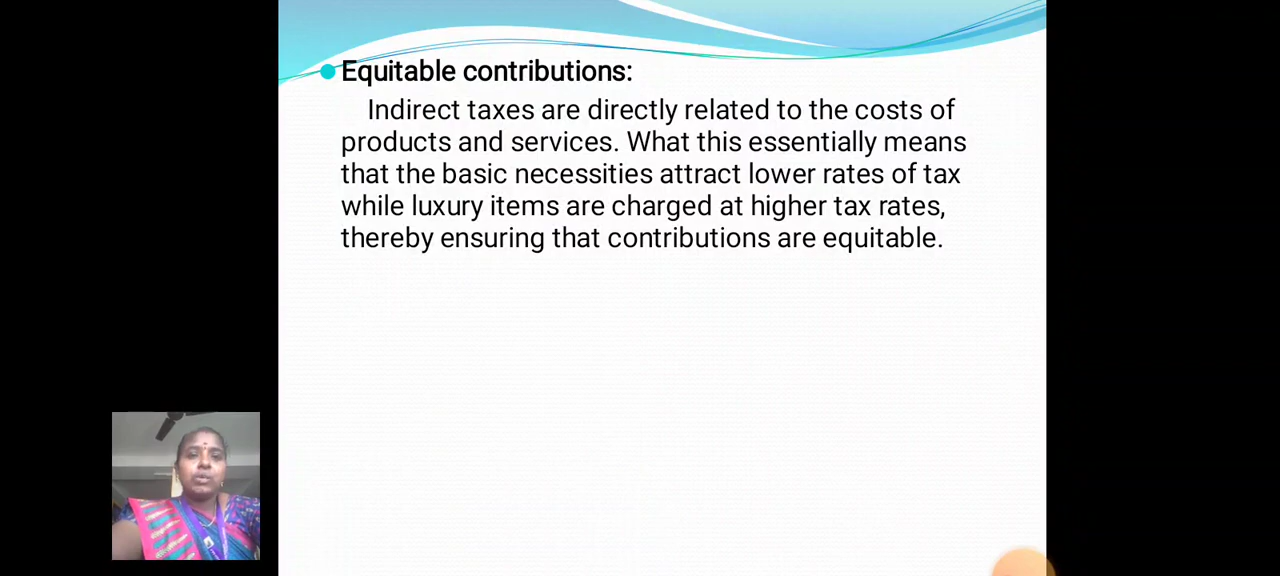 Equitable contributions:
Indirect taxes are directly related to the costs of
products and services. What this essentially means
that the basic necessities attract lower rates of tax
while luxury items are charged at higher tax rates,
thereby ensuring that contributions are equitable.